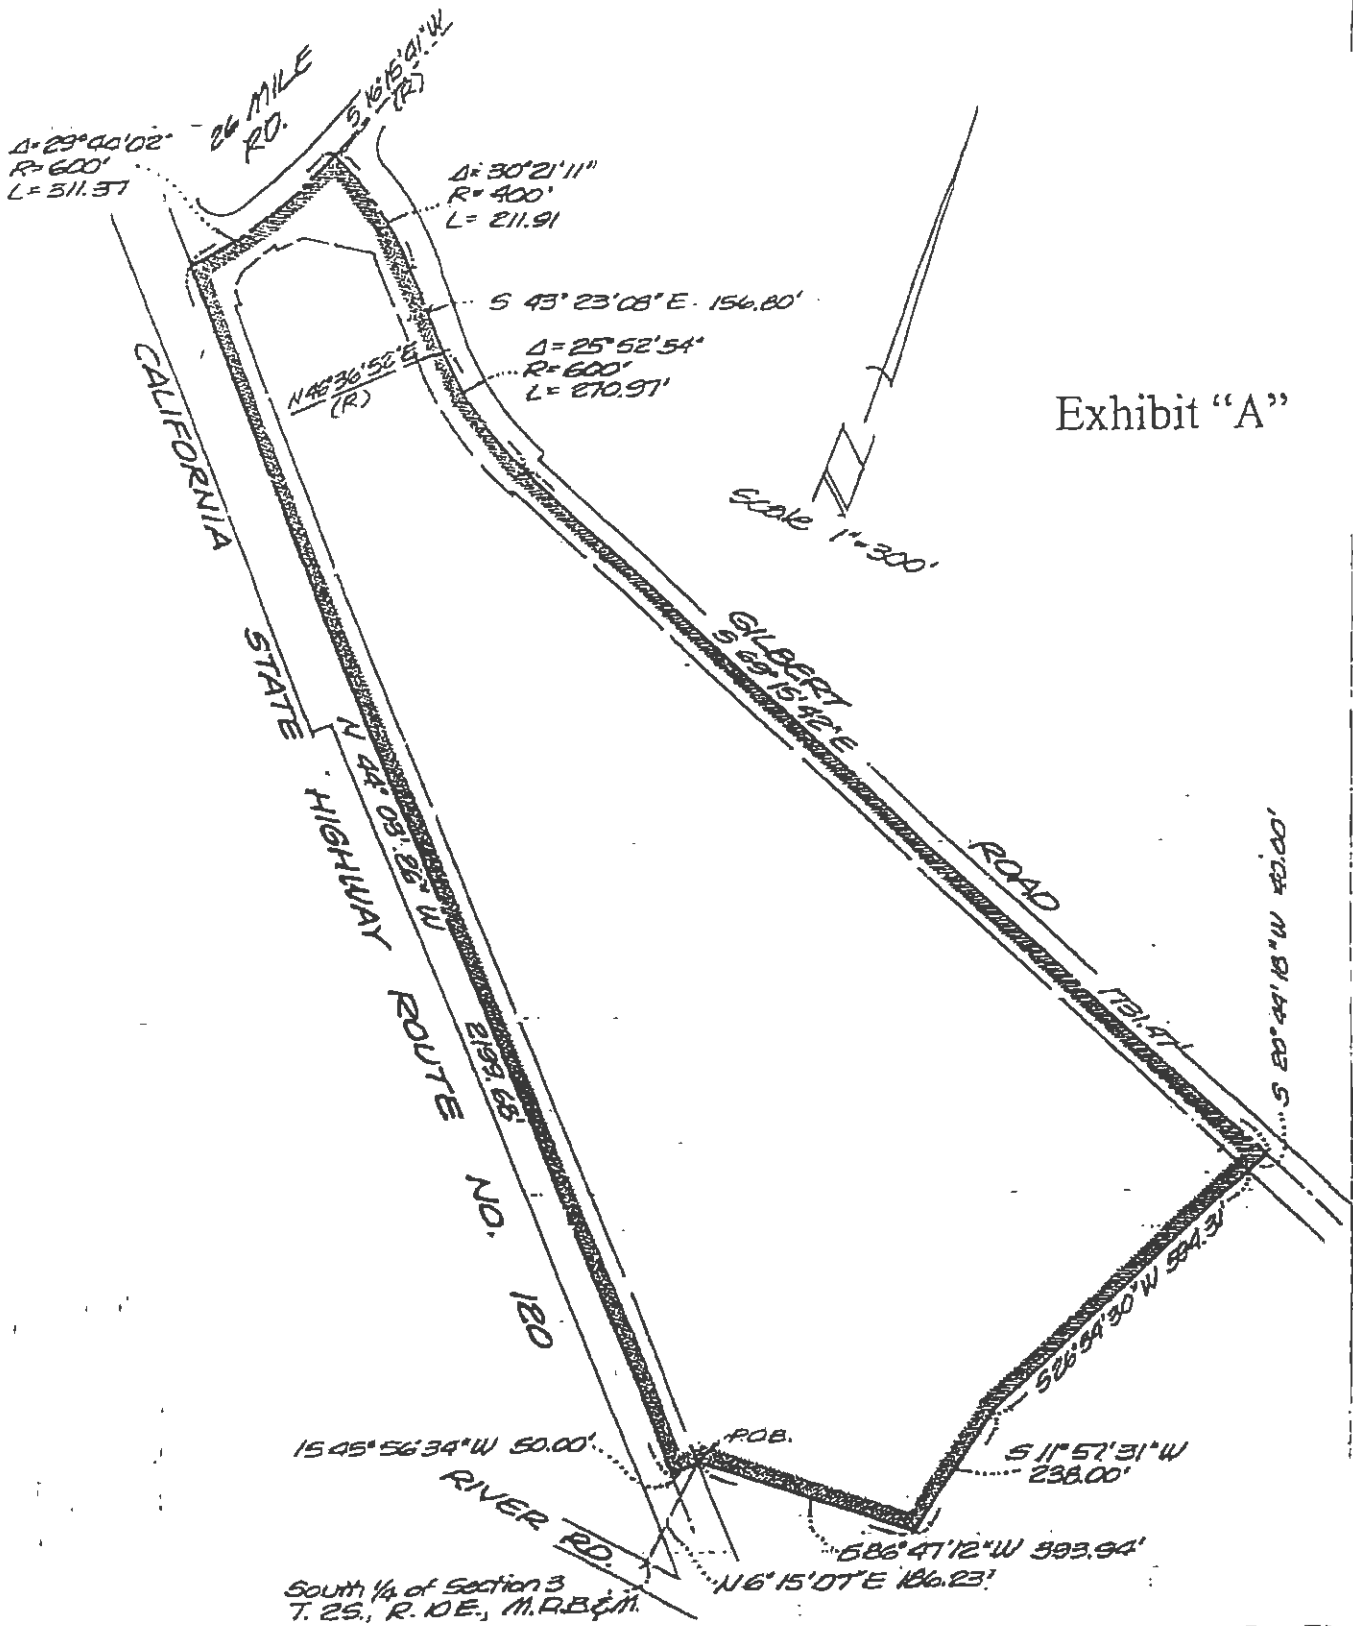 26 MILE
RD.
S 16°15'01"W
(R)
Δ=29°44'02"
R=600'
L=311.37
Δ=30°21'11"
R=400'
L=211.91
S 43°23'08"E - 156.80'
Δ=25°52'54"
R=600'
L=270.97'
N46°36'52"E
(R)
Exhibit “A”
Scale 1"=300'
CALIFORNIA STATE HIGHWAY ROUTE NO. 120
N 44°03'26" W
2199.68'
GILBERT ROAD
S 69°15'42"E
1731.47'
S 20°44'18"W 40.00'
S26°54'30"W 594.31'
S 11°57'31"W
238.00'
P.O.B.
S45°56'34"W 50.00'
RIVER RD.
S86°47'12"W 393.94'
N6°15'07"E 186.23'
South 1/4 of Section 3
T. 2S., R. 10E., M.D.B.&M.